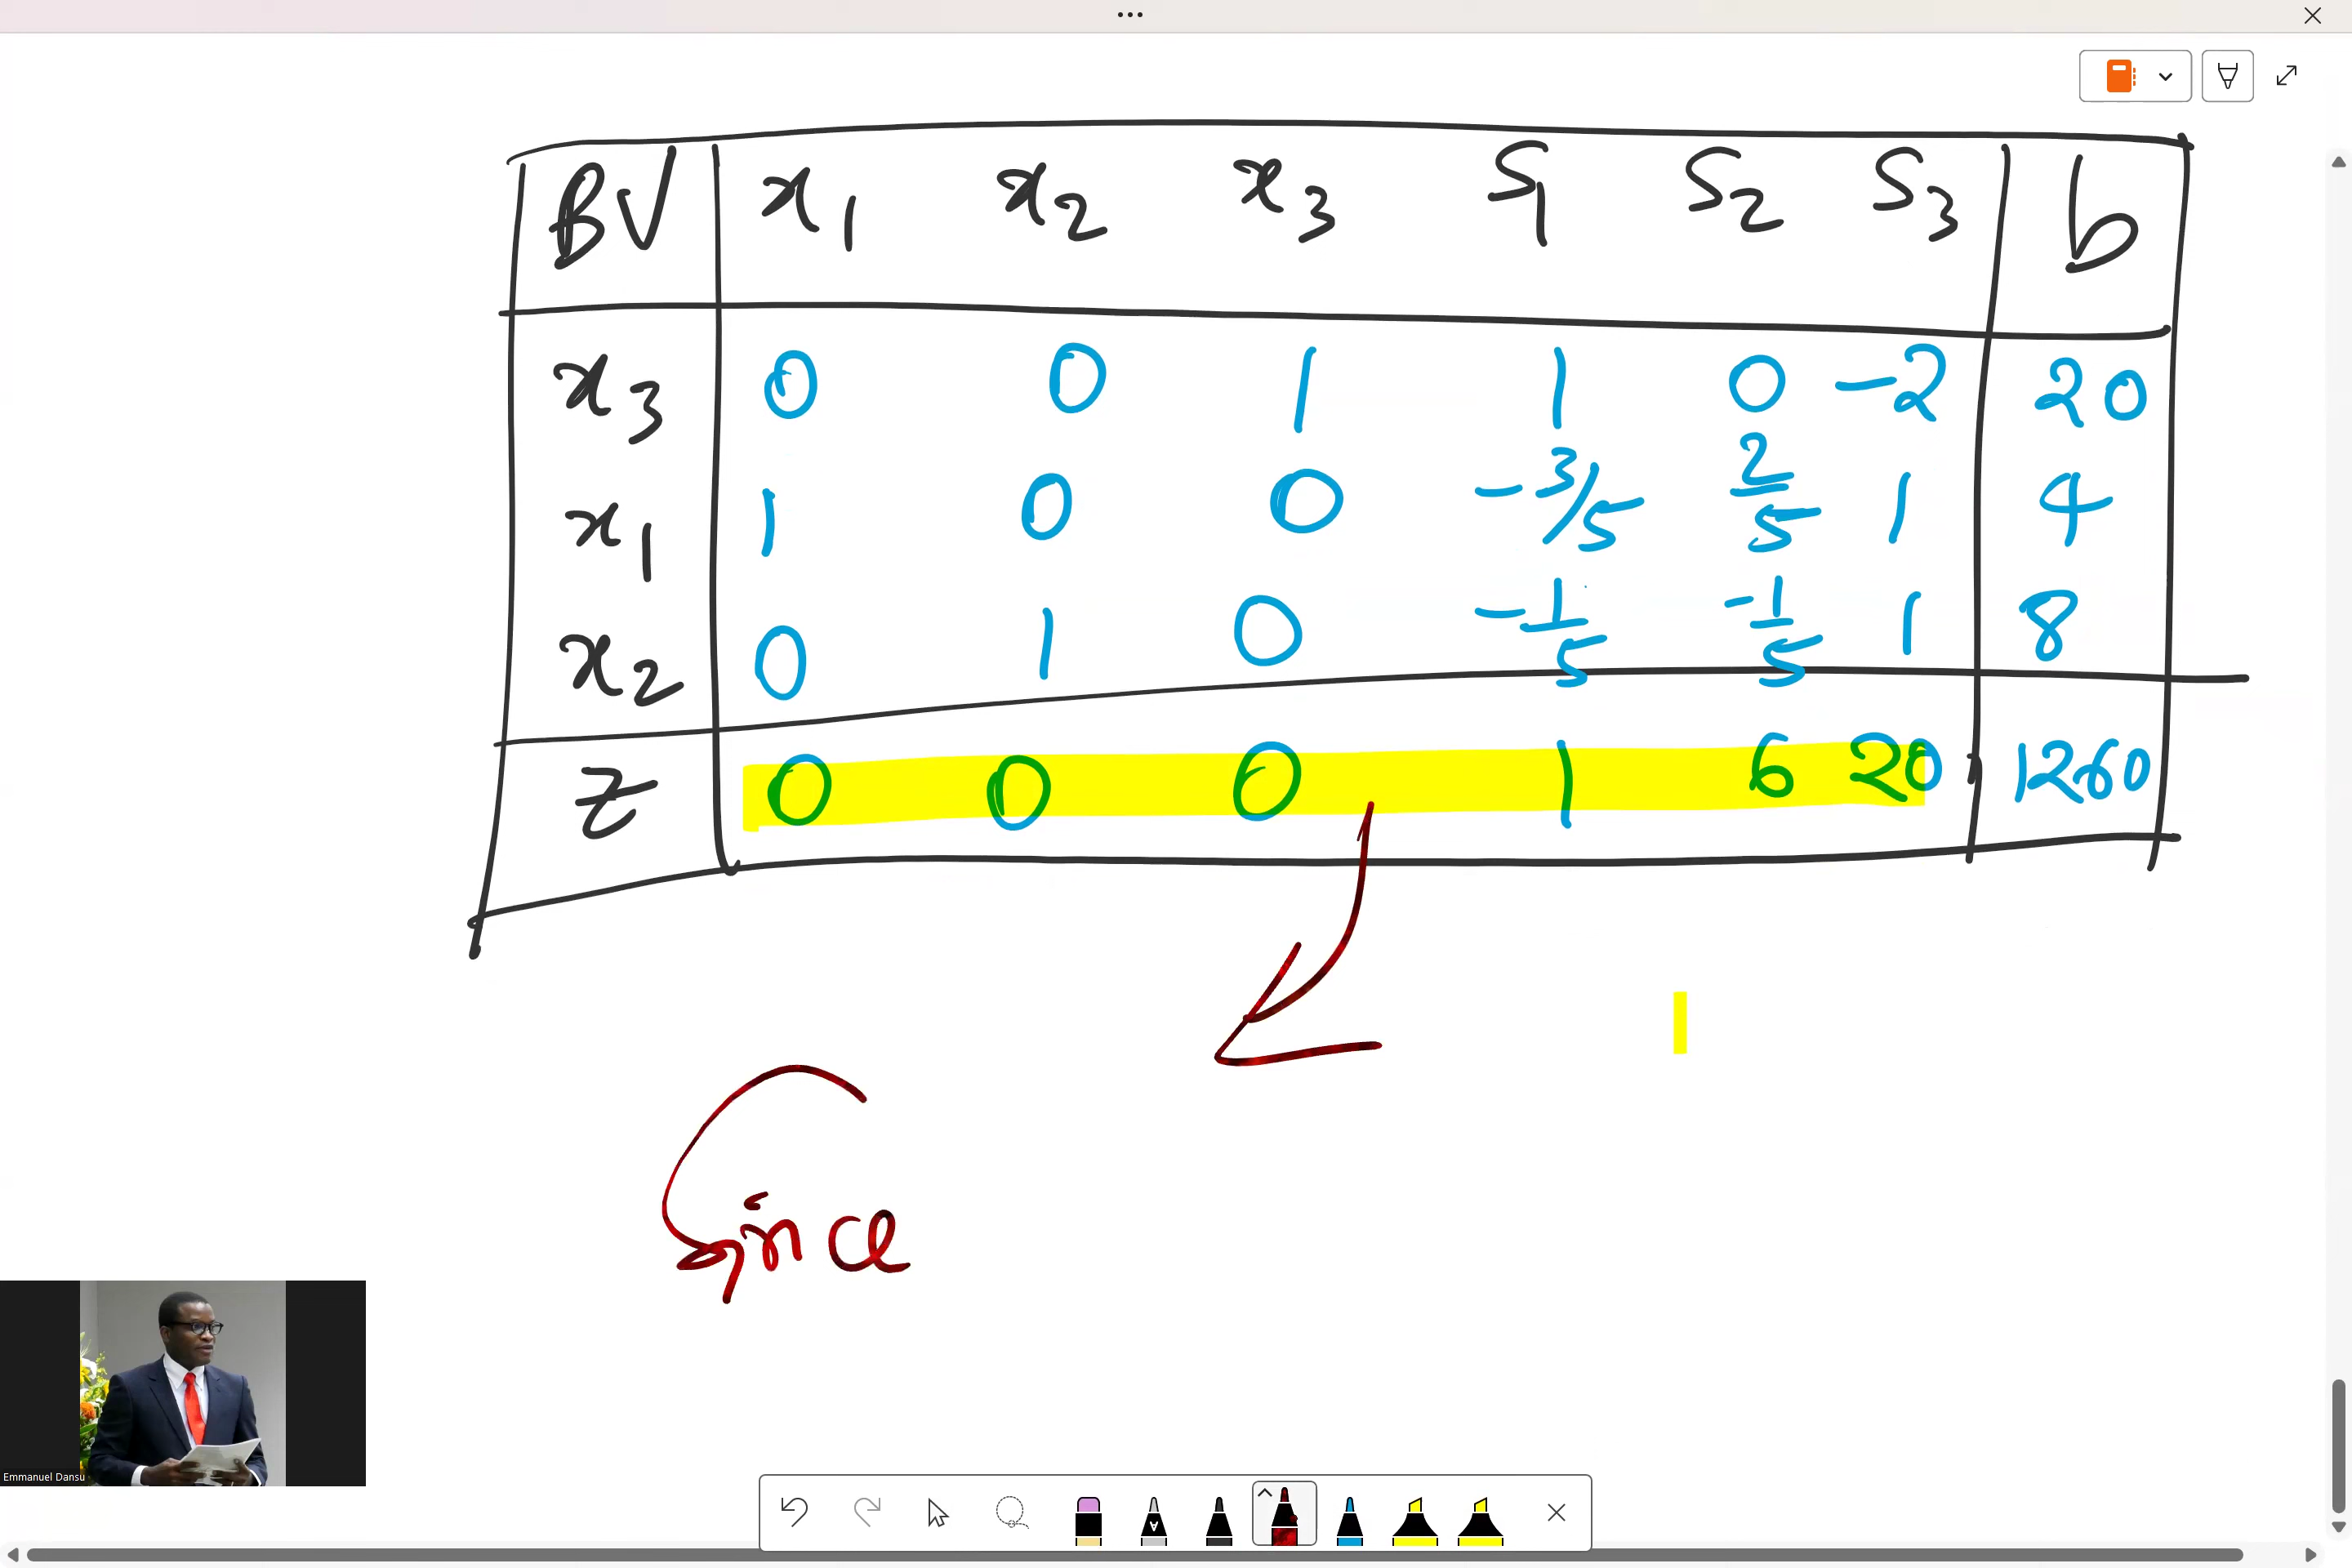 BV x1 x2 x3 S1 S2 S3 b
x3 0 0 1 1 0 -2 20
x1 1 0 0 -3/5 2/5 1 4
x2 0 1 0 -1/5 -1/5 1 8
Z 0 0 0 1 6 20 1260
Since
Emmanuel Dansu